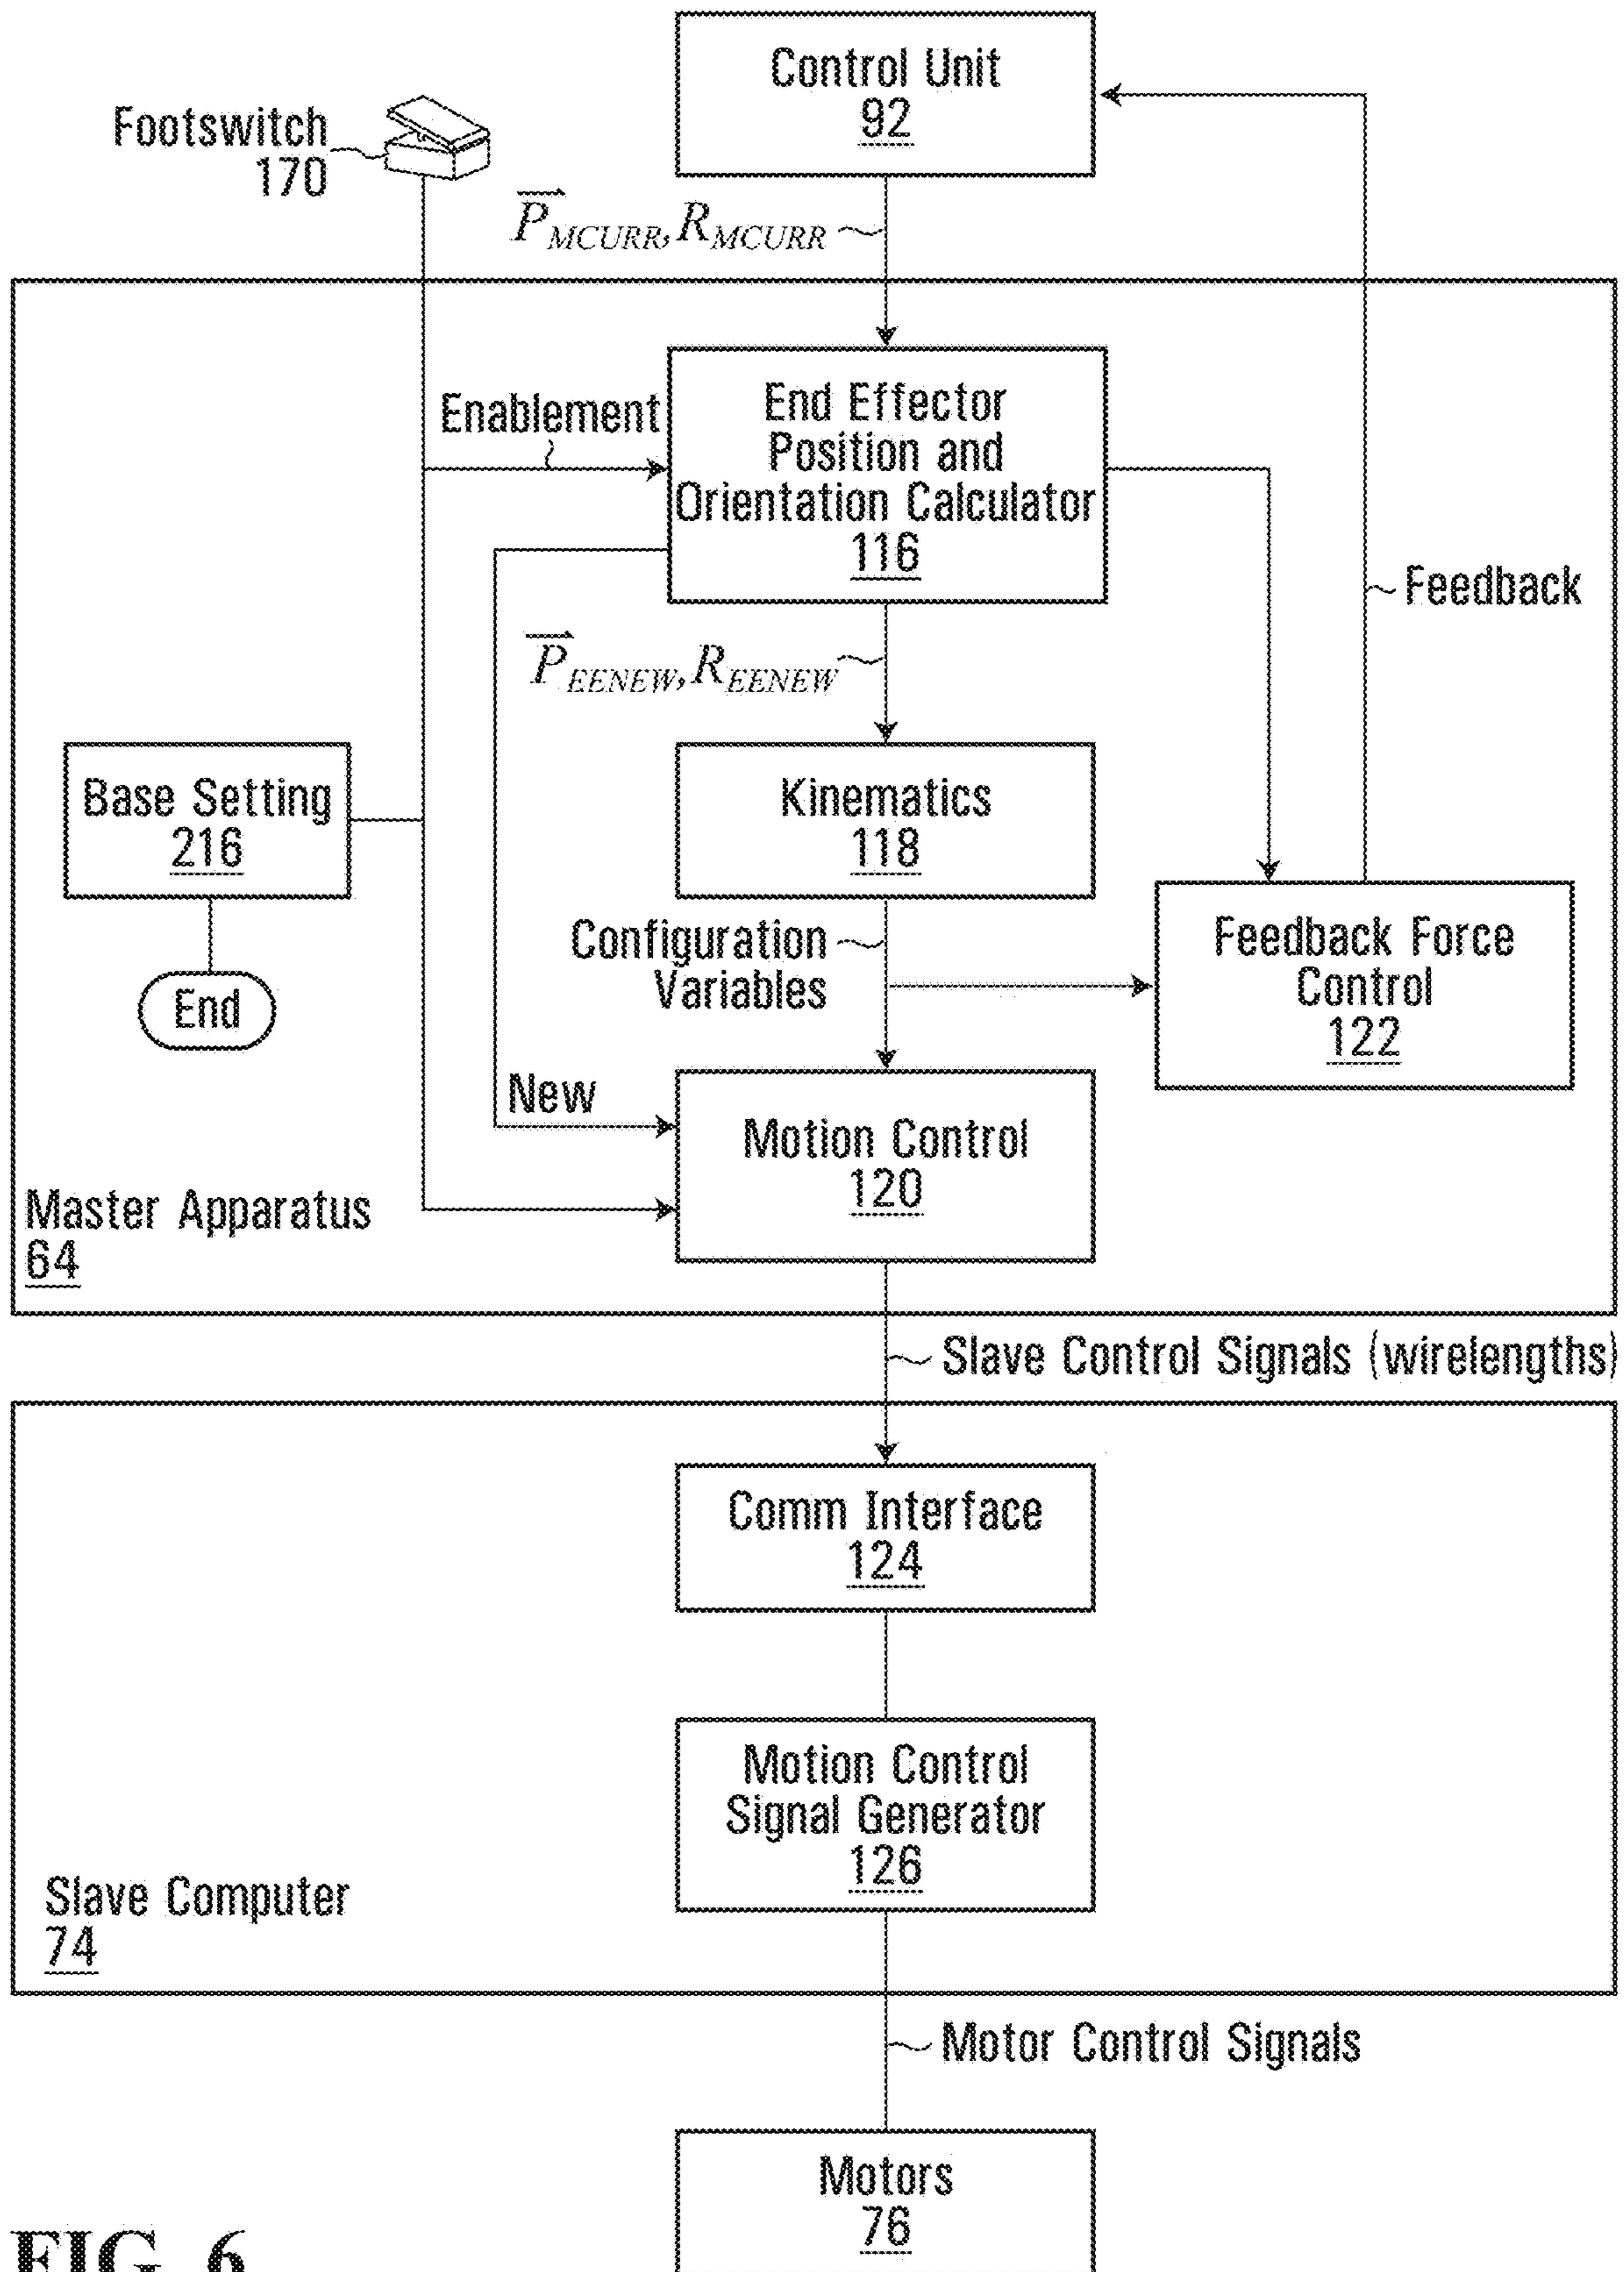 Control Unit
92
Footswitch
170
P⃗MCURR, RMCURR
Enablement
End Effector
Position and
Orientation Calculator
116
Feedback
P⃗EENEW, REENEW
Base Setting
216
Kinematics
118
Configuration
Variables
Feedback Force
Control
122
End
New
Motion Control
120
Master Apparatus
64
Slave Control Signals (wirelengths)
Comm Interface
124
Motion Control
Signal Generator
126
Slave Computer
74
Motor Control Signals
Motors
76
FIG. 6